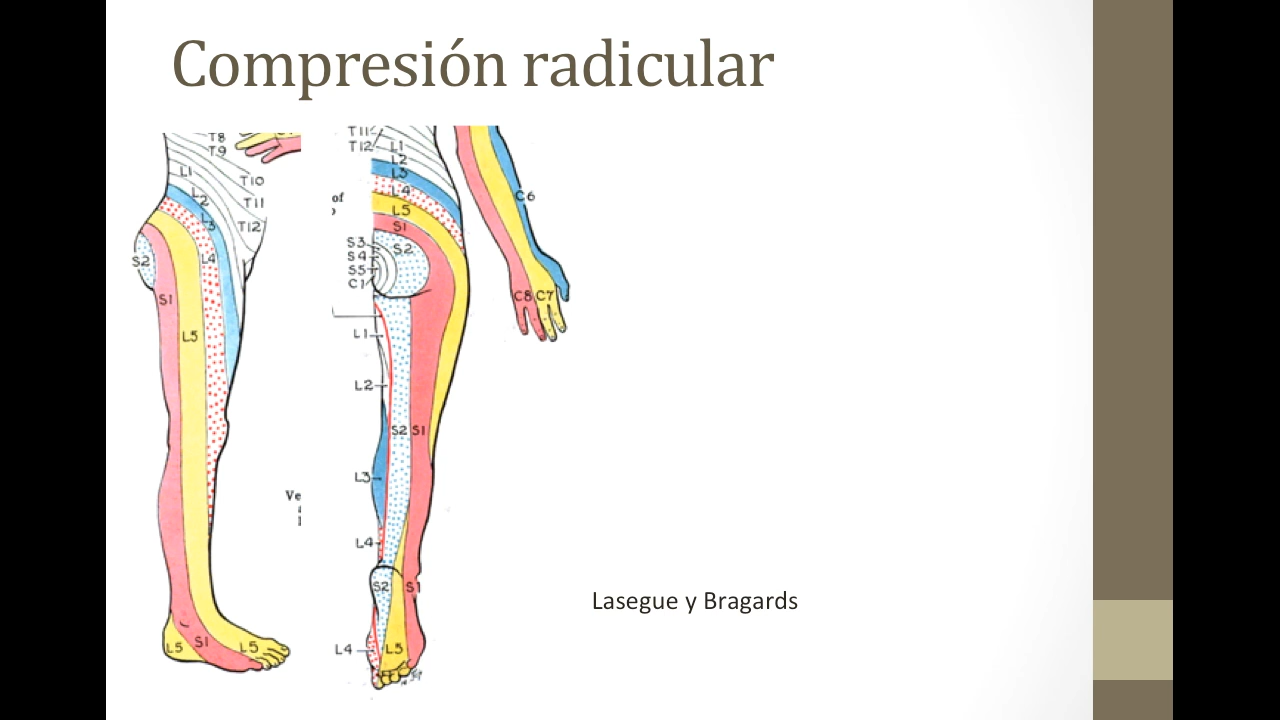 Compresión radicular
T8
T9
L1
T10
L2
T11
L3
T12
L4
S2
S1
L5
Ve
L5
S1
L5
of
T11
T12
L1
L2
L3
L4
L5
S1
S2
S3
S4
S5
C1
L1
L2
S2
S1
L3
L4
S2
S1
L4
L5
C6
C8
C7
Lasegue y Bragards